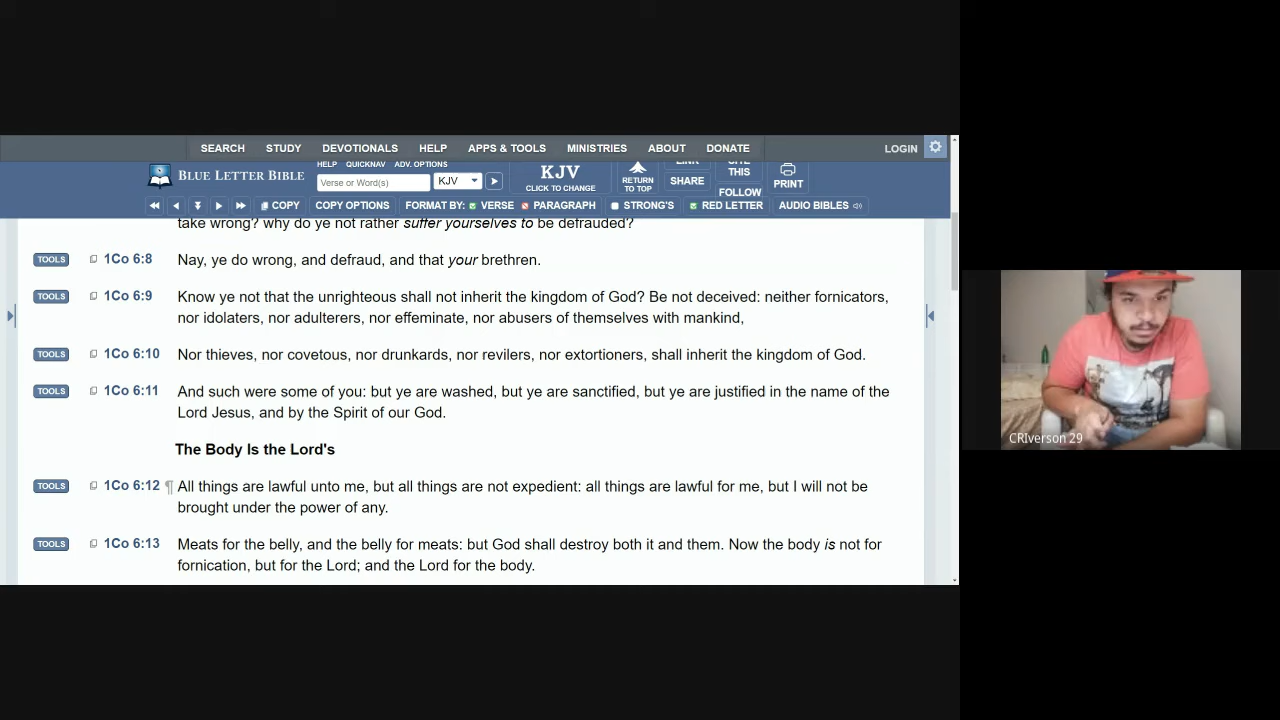 SEARCH STUDY DEVOTIONALS HELP APPS & TOOLS MINISTRIES ABOUT DONATE LOGIN
HELP QUICKNAV ADV. OPTIONS
BLUE LETTER BIBLE
Verse or Word(s) KJV
KJV
CLICK TO CHANGE
RETURN
TO TOP
LINK
SHARE
CITE
THIS
FOLLOW
PRINT
COPY COPY OPTIONS FORMAT BY: VERSE PARAGRAPH STRONG'S RED LETTER AUDIO BIBLES
take wrong? why do ye not rather suffer yourselves to be defrauded?
TOOLS 1Co 6:8 Nay, ye do wrong, and defraud, and that your brethren.
TOOLS 1Co 6:9 Know ye not that the unrighteous shall not inherit the kingdom of God? Be not deceived: neither fornicators,
nor idolaters, nor adulterers, nor effeminate, nor abusers of themselves with mankind,
TOOLS 1Co 6:10 Nor thieves, nor covetous, nor drunkards, nor revilers, nor extortioners, shall inherit the kingdom of God.
TOOLS 1Co 6:11 And such were some of you: but ye are washed, but ye are sanctified, but ye are justified in the name of the
Lord Jesus, and by the Spirit of our God.
The Body Is the Lord's
TOOLS 1Co 6:12 ¶ All things are lawful unto me, but all things are not expedient: all things are lawful for me, but I will not be
brought under the power of any.
TOOLS 1Co 6:13 Meats for the belly, and the belly for meats: but God shall destroy both it and them. Now the body is not for
fornication, but for the Lord; and the Lord for the body.
CRIverson 29